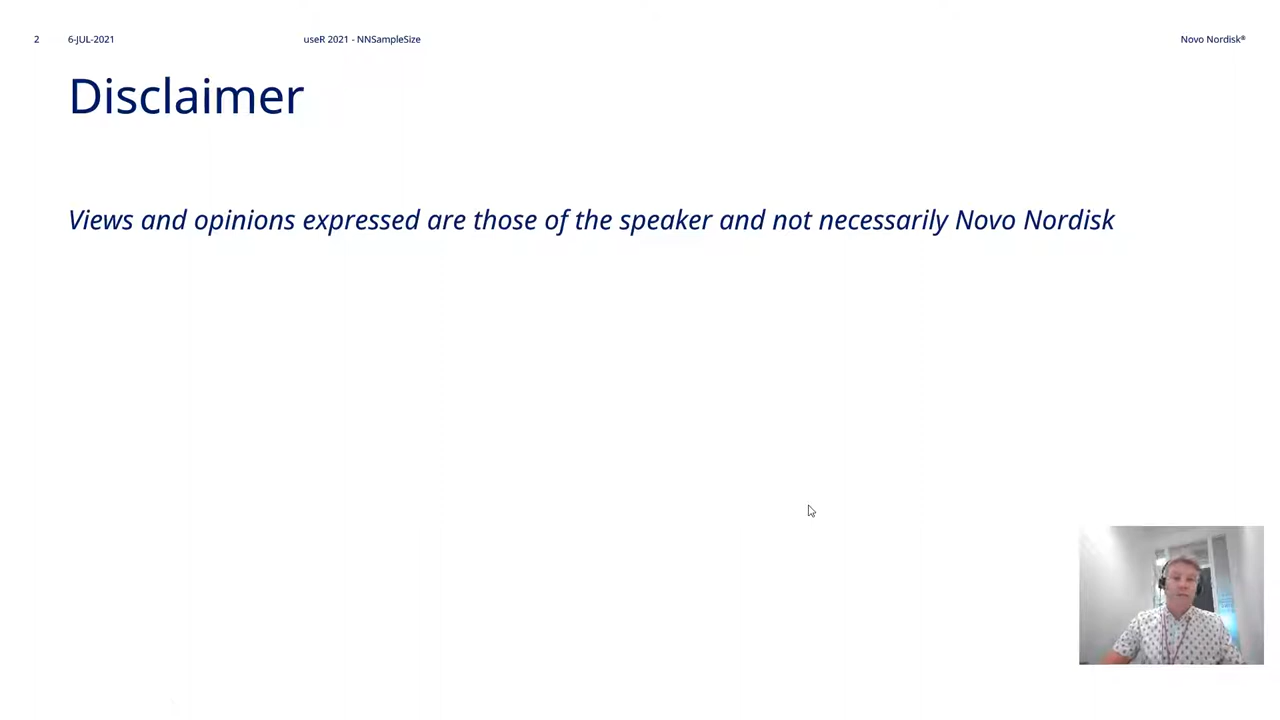 2 6-JUL-2021 useR 2021 - NNSampleSize Novo Nordisk®
Disclaimer
Views and opinions expressed are those of the speaker and not necessarily Novo Nordisk